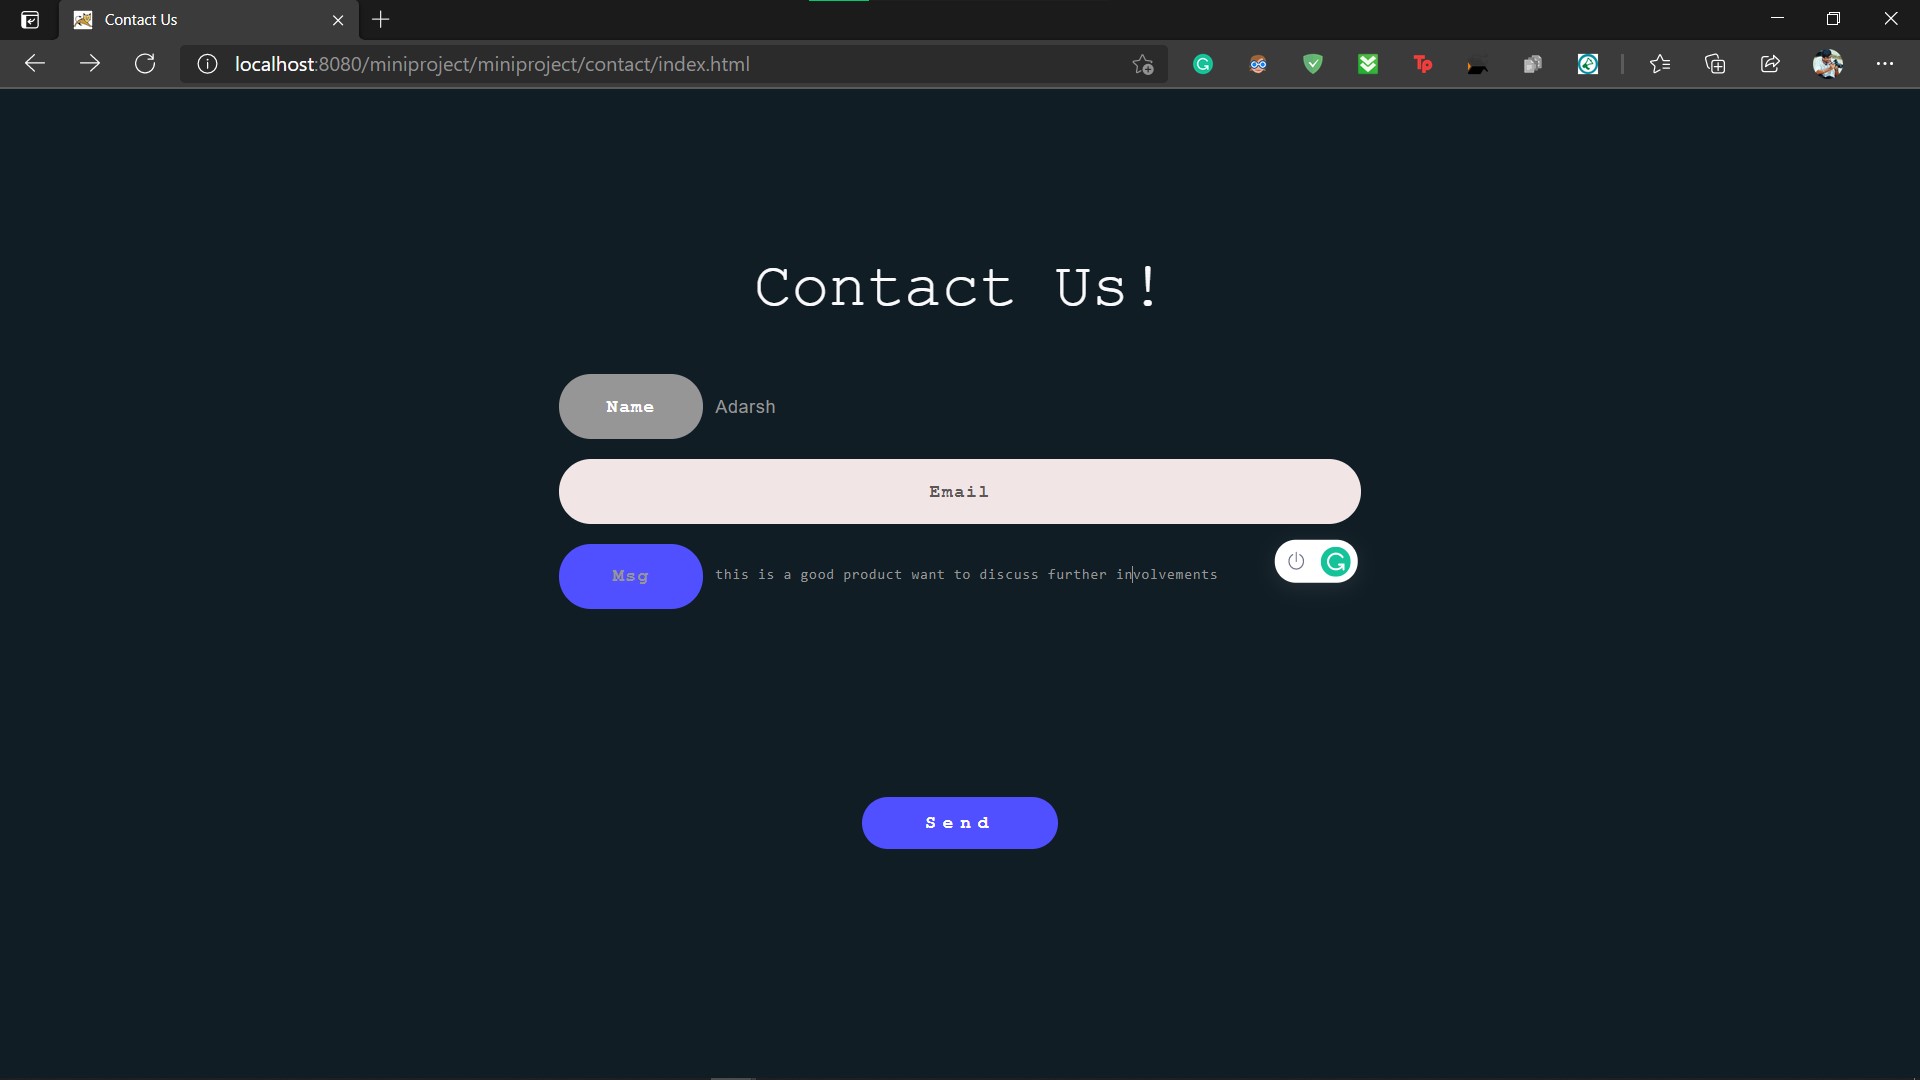 Contact Us
localhost:8080/miniproject/miniproject/contact/index.html
Tp
Contact Us!
Name Adarsh
Email
Msg this is a good product want to discuss further involvements
Send